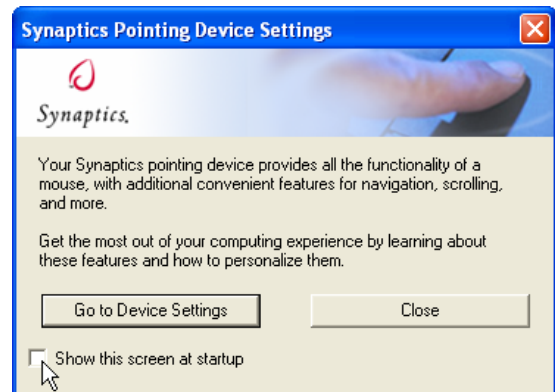 Synaptics Pointing Device Settings
Synaptics.
Your Synaptics pointing device provides all the functionality of a
mouse, with additional convenient features for navigation, scrolling,
and more.
Get the most out of your computing experience by learning about
these features and how to personalize them.
Go to Device Settings
Close
Show this screen at startup